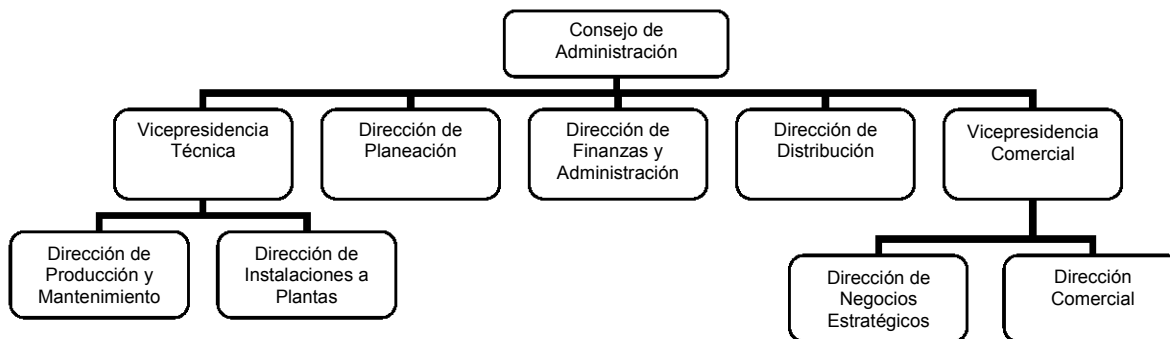 Consejo de
Administración
Vicepresidencia
Técnica
Dirección de
Planeación
Dirección de
Finanzas y
Administración
Dirección de
Distribución
Vicepresidencia
Comercial
Dirección de
Producción y
Mantenimiento
Dirección de
Instalaciones a
Plantas
Dirección de
Negocios
Estratégicos
Dirección
Comercial